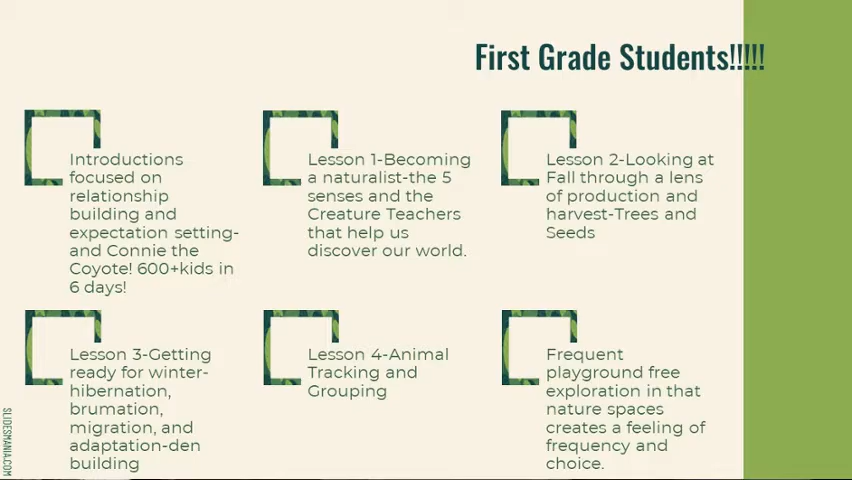 First Grade Students!!!!!
Introductions
focused on
relationship
building and
expectation setting-
and Connie the
Coyote! 600+kids in
6 days!
Lesson 1-Becoming
a naturalist-the 5
senses and the
Creature Teachers
that help us
discover our world.
Lesson 2-Looking at
Fall through a lens
of production and
harvest-Trees and
Seeds
Lesson 3-Getting
ready for winter-
hibernation,
brumation,
migration, and
adaptation-den
building
Lesson 4-Animal
Tracking and
Grouping
Frequent
playground free
exploration in that
nature spaces
creates a feeling of
frequency and
choice.
SLIDESMANIA.COM